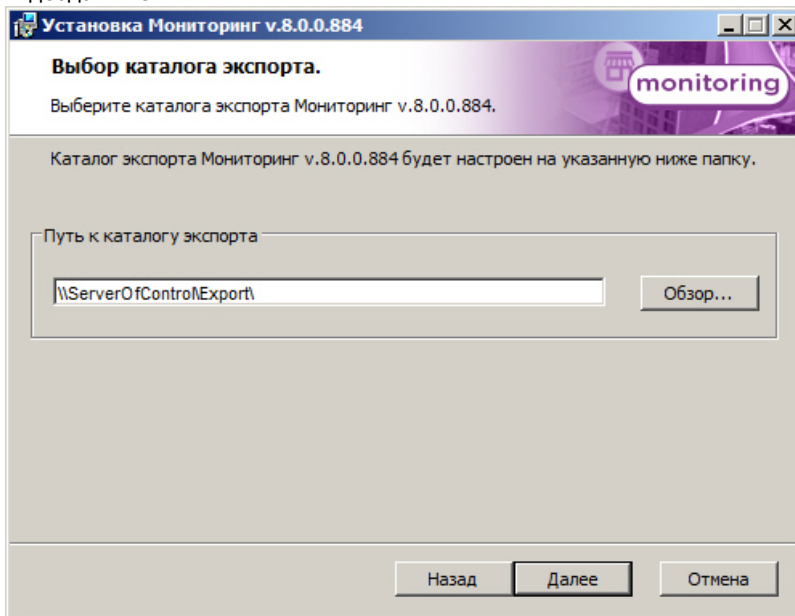 Установка Мониторинг v.8.0.0.884
Выбор каталога экспорта.
monitoring
Выберите каталога экспорта Мониторинг v.8.0.0.884.
Каталог экспорта Мониторинг v.8.0.0.884 будет настроен на указанную ниже папку.
Путь к каталогу экспорта
\\ServerOfControl\Export\
Обзор...
Назад
Далее
Отмена